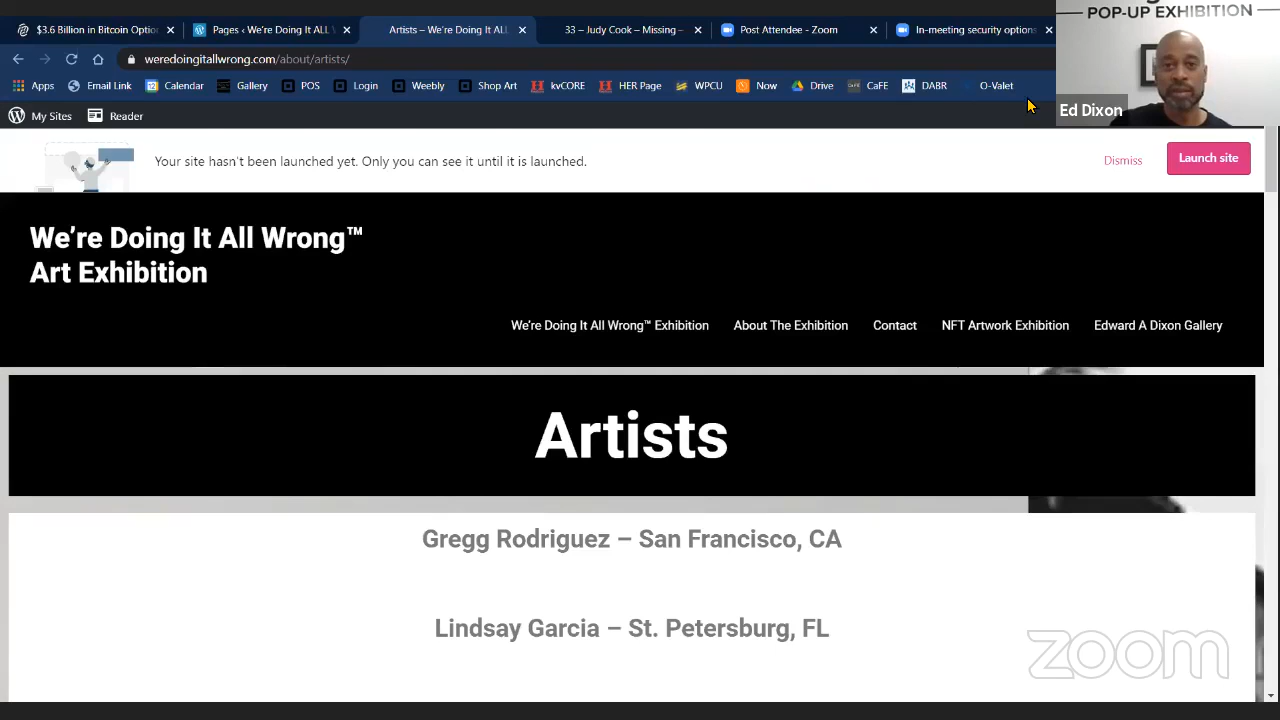 $3.6 Billion in Bitcoin Optio
Pages ‹ We're Doing It All W
Artists – We're Doing It ALL
33 – Judy Cook – Missing –
Post Attendee - Zoom
In-meeting security option
POP-UP EXHIBITION
weredoingitallwrong.com/about/artists/
Apps
Email Link
Calendar
Gallery
POS
Login
Weebly
Shop Art
kvCORE
HER Page
WPCU
Now
Drive
CaFE
DABR
O-Valet
Ed Dixon
My Sites
Reader
Your site hasn't been launched yet. Only you can see it until it is launched.
Dismiss
Launch site
We're Doing It All Wrong™
Art Exhibition
We're Doing It All Wrong™ Exhibition
About The Exhibition
Contact
NFT Artwork Exhibition
Edward A Dixon Gallery
Artists
Gregg Rodriguez – San Francisco, CA
Lindsay Garcia – St. Petersburg, FL
zoom